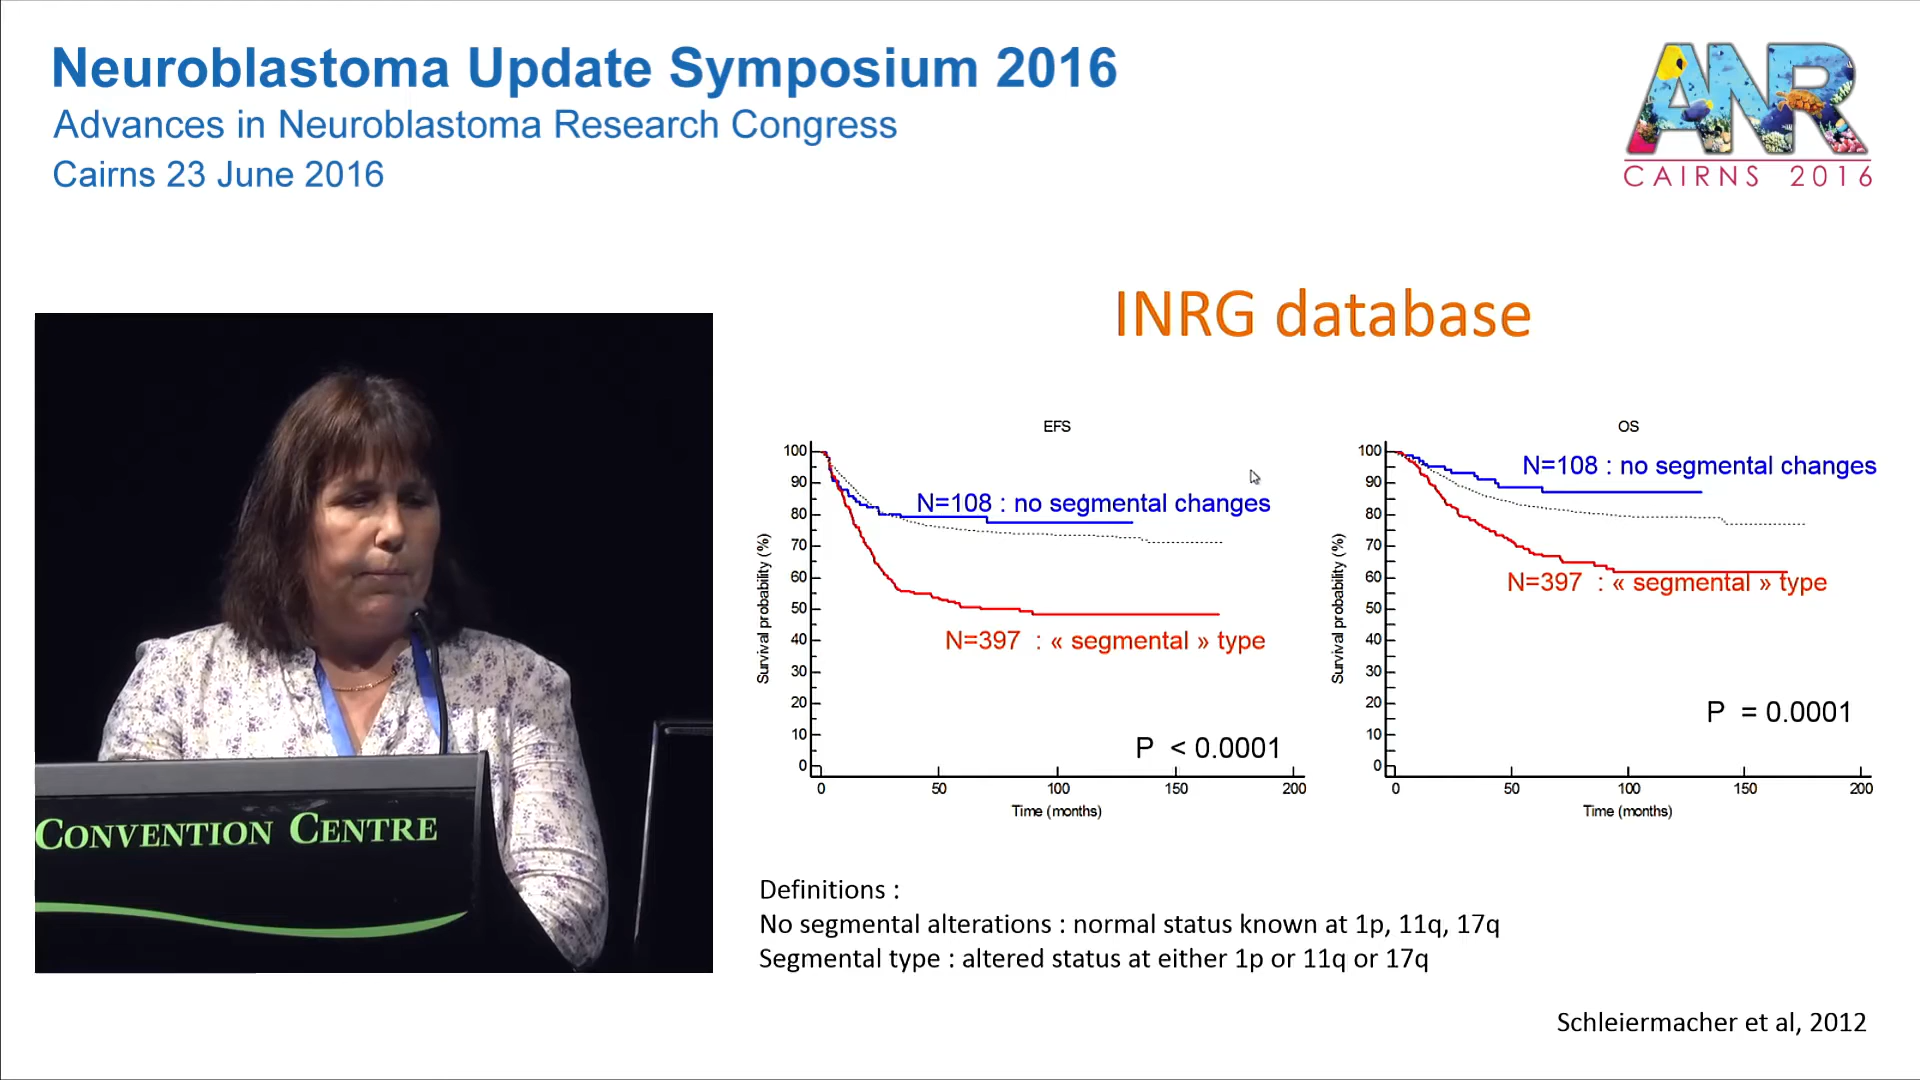 Neuroblastoma Update Symposium 2016
Advances in Neuroblastoma Research Congress
Cairns 23 June 2016
ANR
CAIRNS 2016
INRG database
EFS
100
90
80
70
60
50
40
30
20
10
0
Survival probability (%)
N=108 : no segmental changes
N=397 : « segmental » type
P < 0.0001
0 50 100 150 200
Time (months)
OS
100
90
80
70
60
50
40
30
20
10
0
Survival probability (%)
N=108 : no segmental changes
N=397 : « segmental » type
P = 0.0001
0 50 100 150 200
Time (months)
CONVENTION CENTRE
Definitions :
No segmental alterations : normal status known at 1p, 11q, 17q
Segmental type : altered status at either 1p or 11q or 17q
Schleiermacher et al, 2012